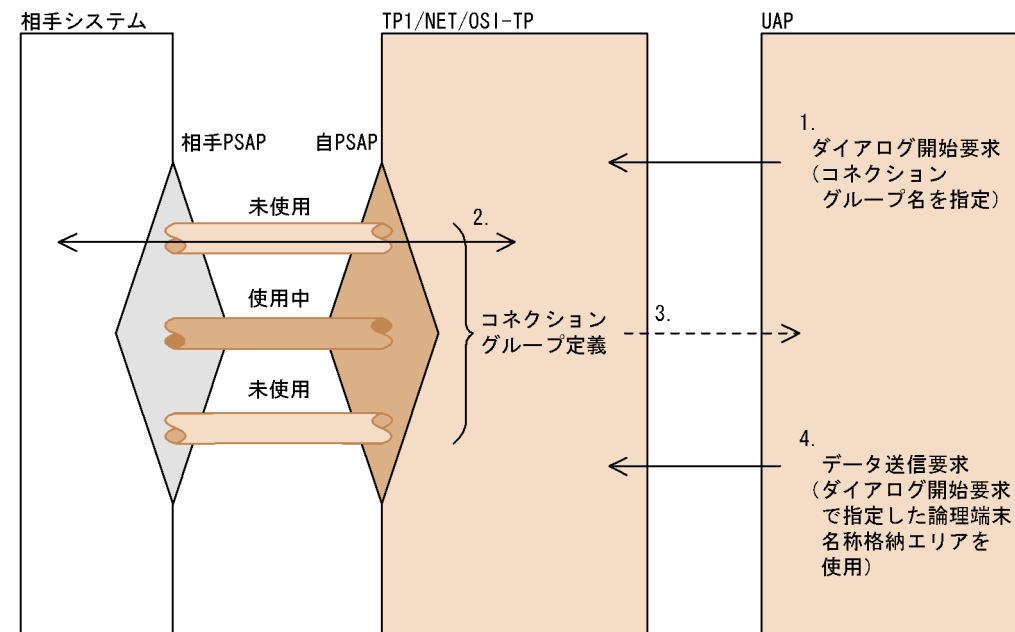 相手システム
TP1/NET/OSI-TP
UAP
相手PSAP
自PSAP
1.
ダイアログ開始要求
(コネクション
グループ名を指定)
未使用
2.
使用中
コネクション
グループ定義
3.
未使用
4.
データ送信要求
(ダイアログ開始要求
で指定した論理端末
名称格納エリアを
使用)